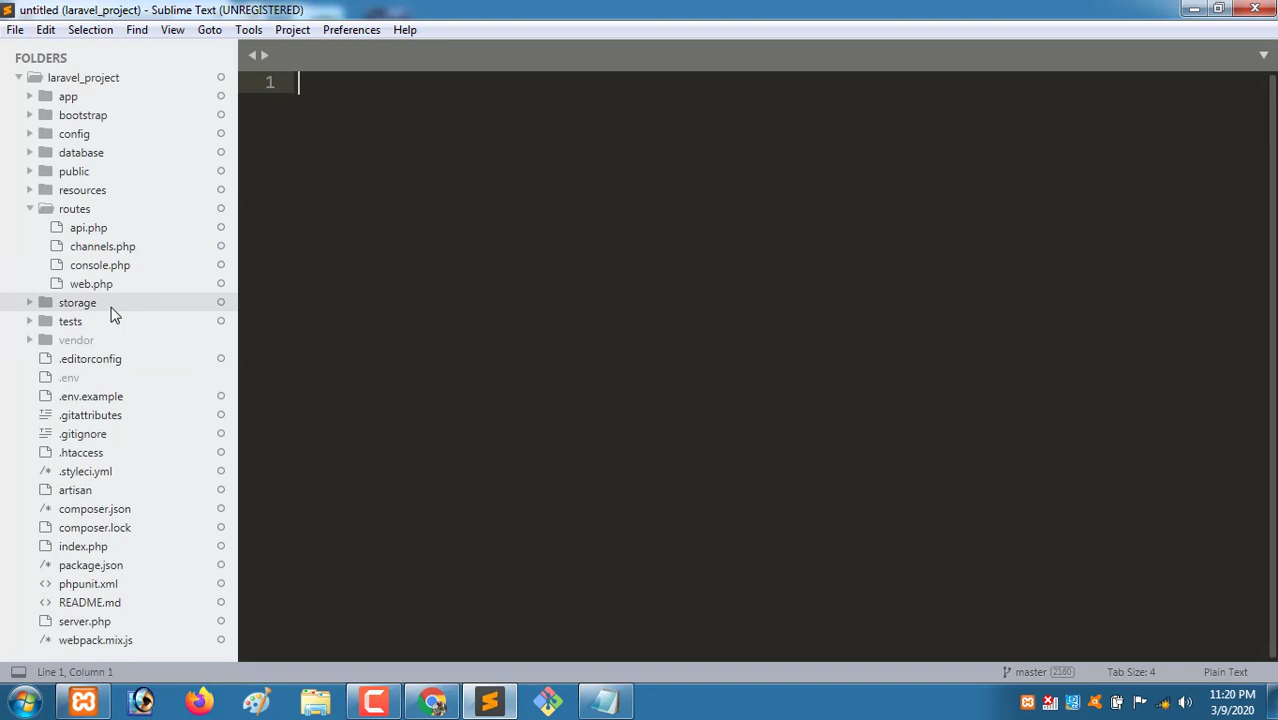 untitled (laravel_project) - Sublime Text (UNREGISTERED)
File Edit Selection Find View Goto Tools Project Preferences Help
FOLDERS
laravel_project
app
bootstrap
config
database
public
resources
routes
api.php
channels.php
console.php
web.php
storage
tests
vendor
.editorconfig
.env
.env.example
.gitattributes
.gitignore
.htaccess
/* .styleci.yml
artisan
/* composer.json
composer.lock
index.php
/* package.json
<> phpunit.xml
<> README.md
server.php
/* webpack.mix.js
1
Line 1, Column 1
master 2160
Tab Size: 4
Plain Text
11:20 PM
3/9/2020